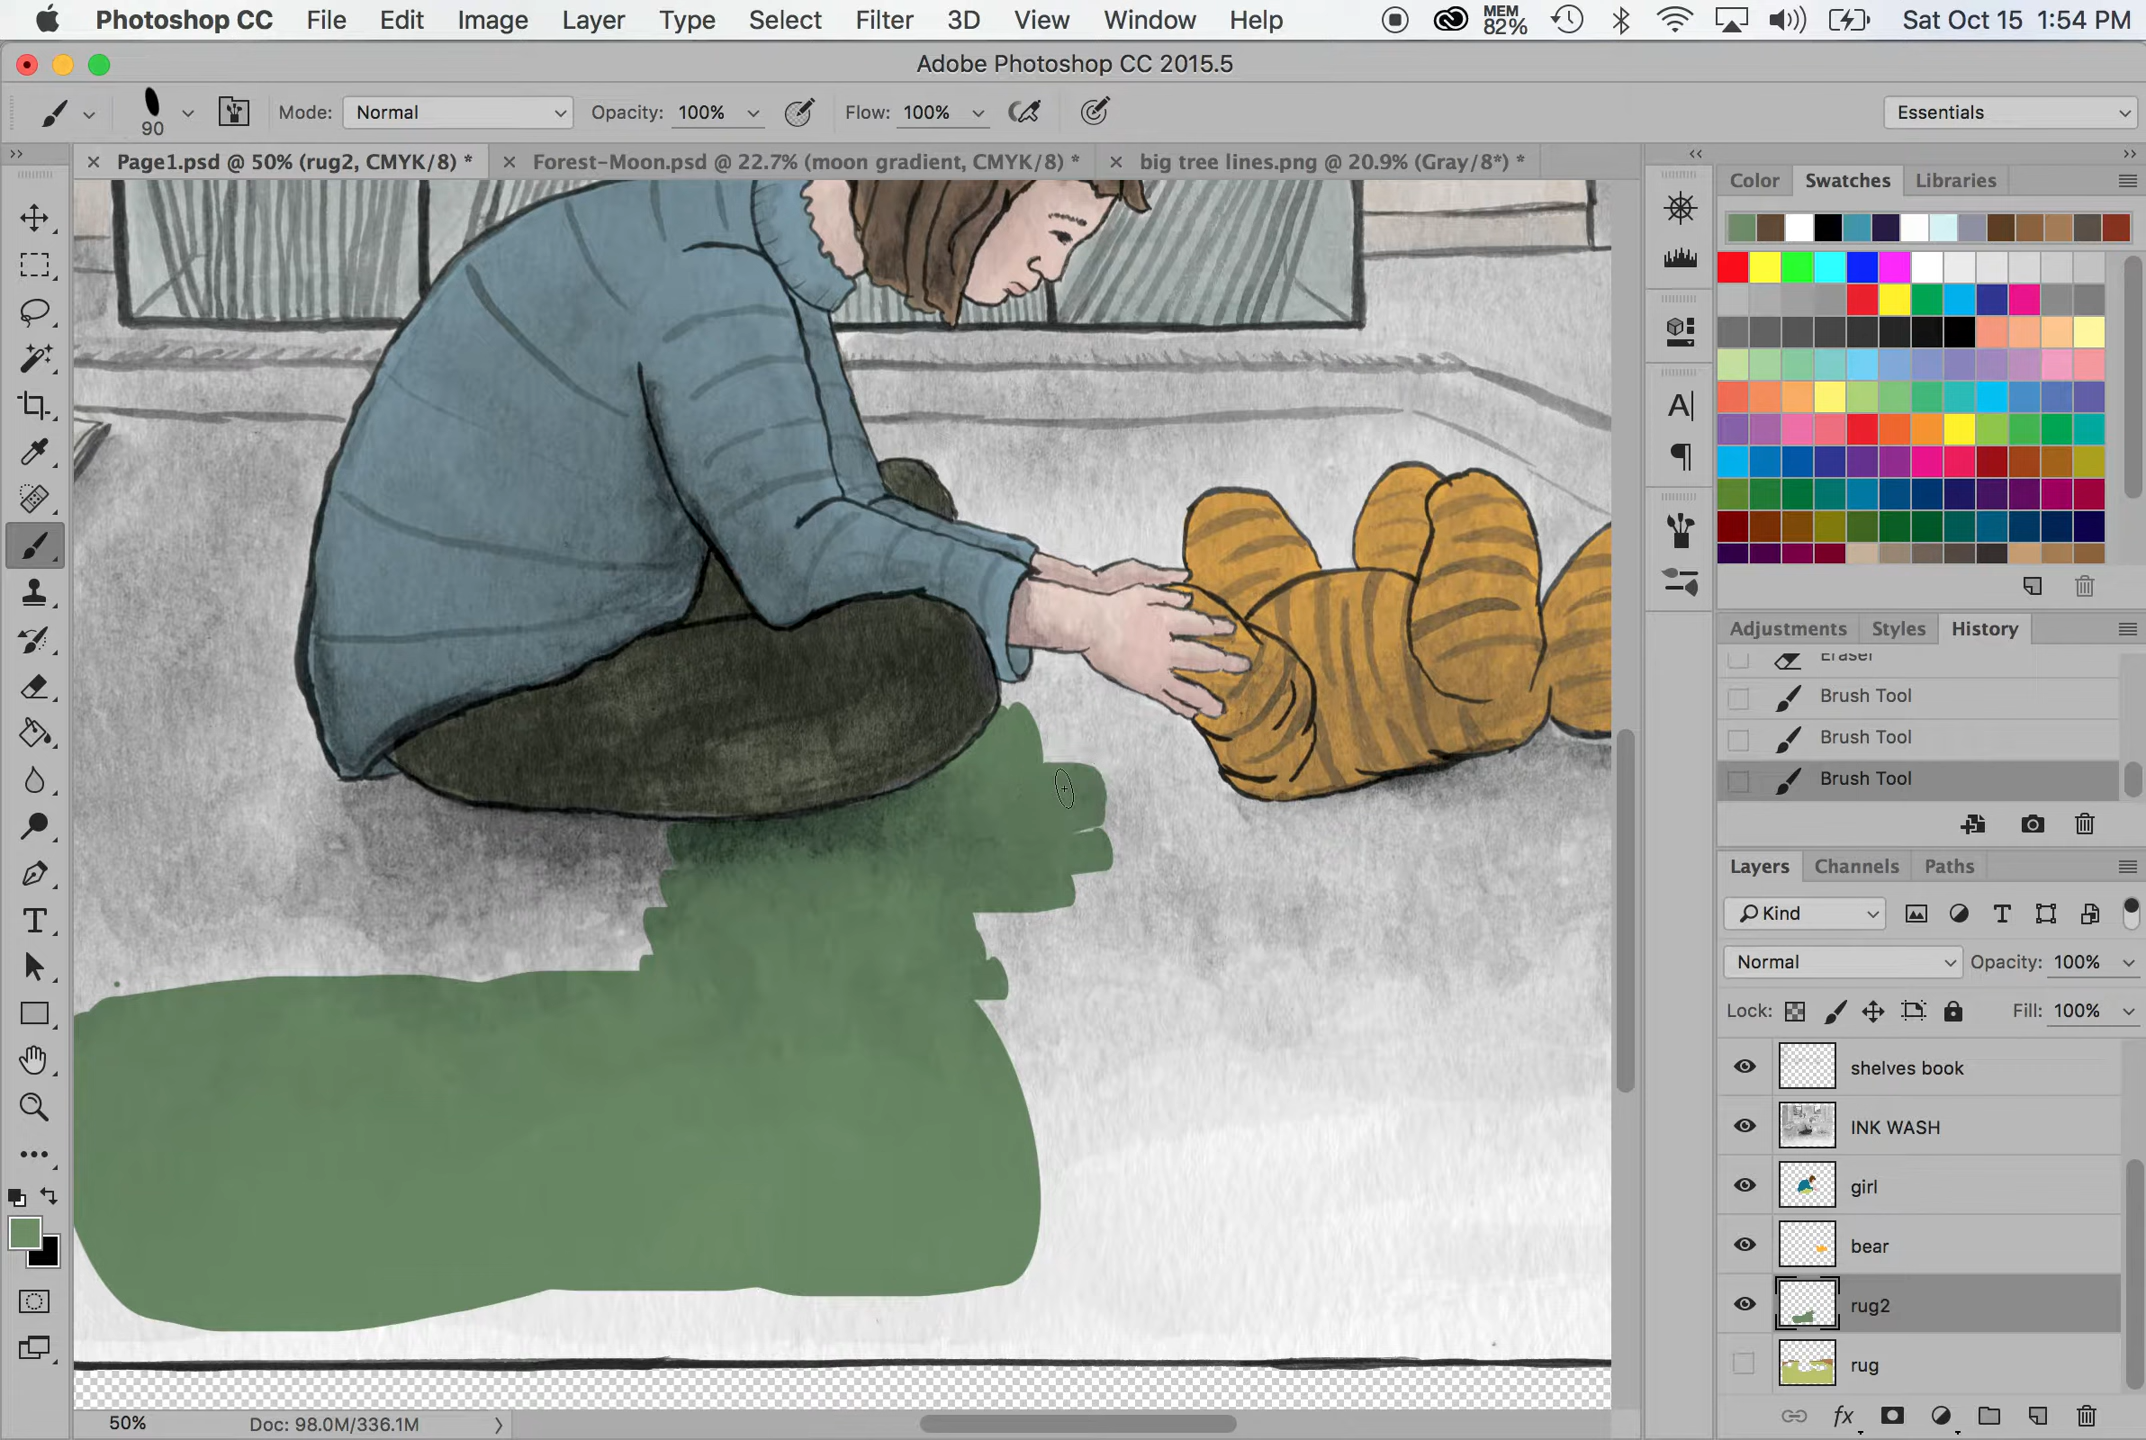 Photoshop CC File Edit Image Layer Type Select Filter 3D View Window Help MEM 82% Sat Oct 15 1:54 PM
Adobe Photoshop CC 2015.5
90 Mode: Normal Opacity: 100% Flow: 100% Essentials
Page1.psd @ 50% (rug2, CMYK/8) * Forest-Moon.psd @ 22.7% (moon gradient, CMYK/8) * big tree lines.png @ 20.9% (Gray/8*) *
Color Swatches Libraries
Adjustments Styles History
Eraser
Brush Tool
Brush Tool
Brush Tool
Layers Channels Paths
Kind
Normal Opacity: 100%
Lock: Fill: 100%
shelves book
INK WASH
girl
bear
rug2
rug
fx
50% Doc: 98.0M/336.1M